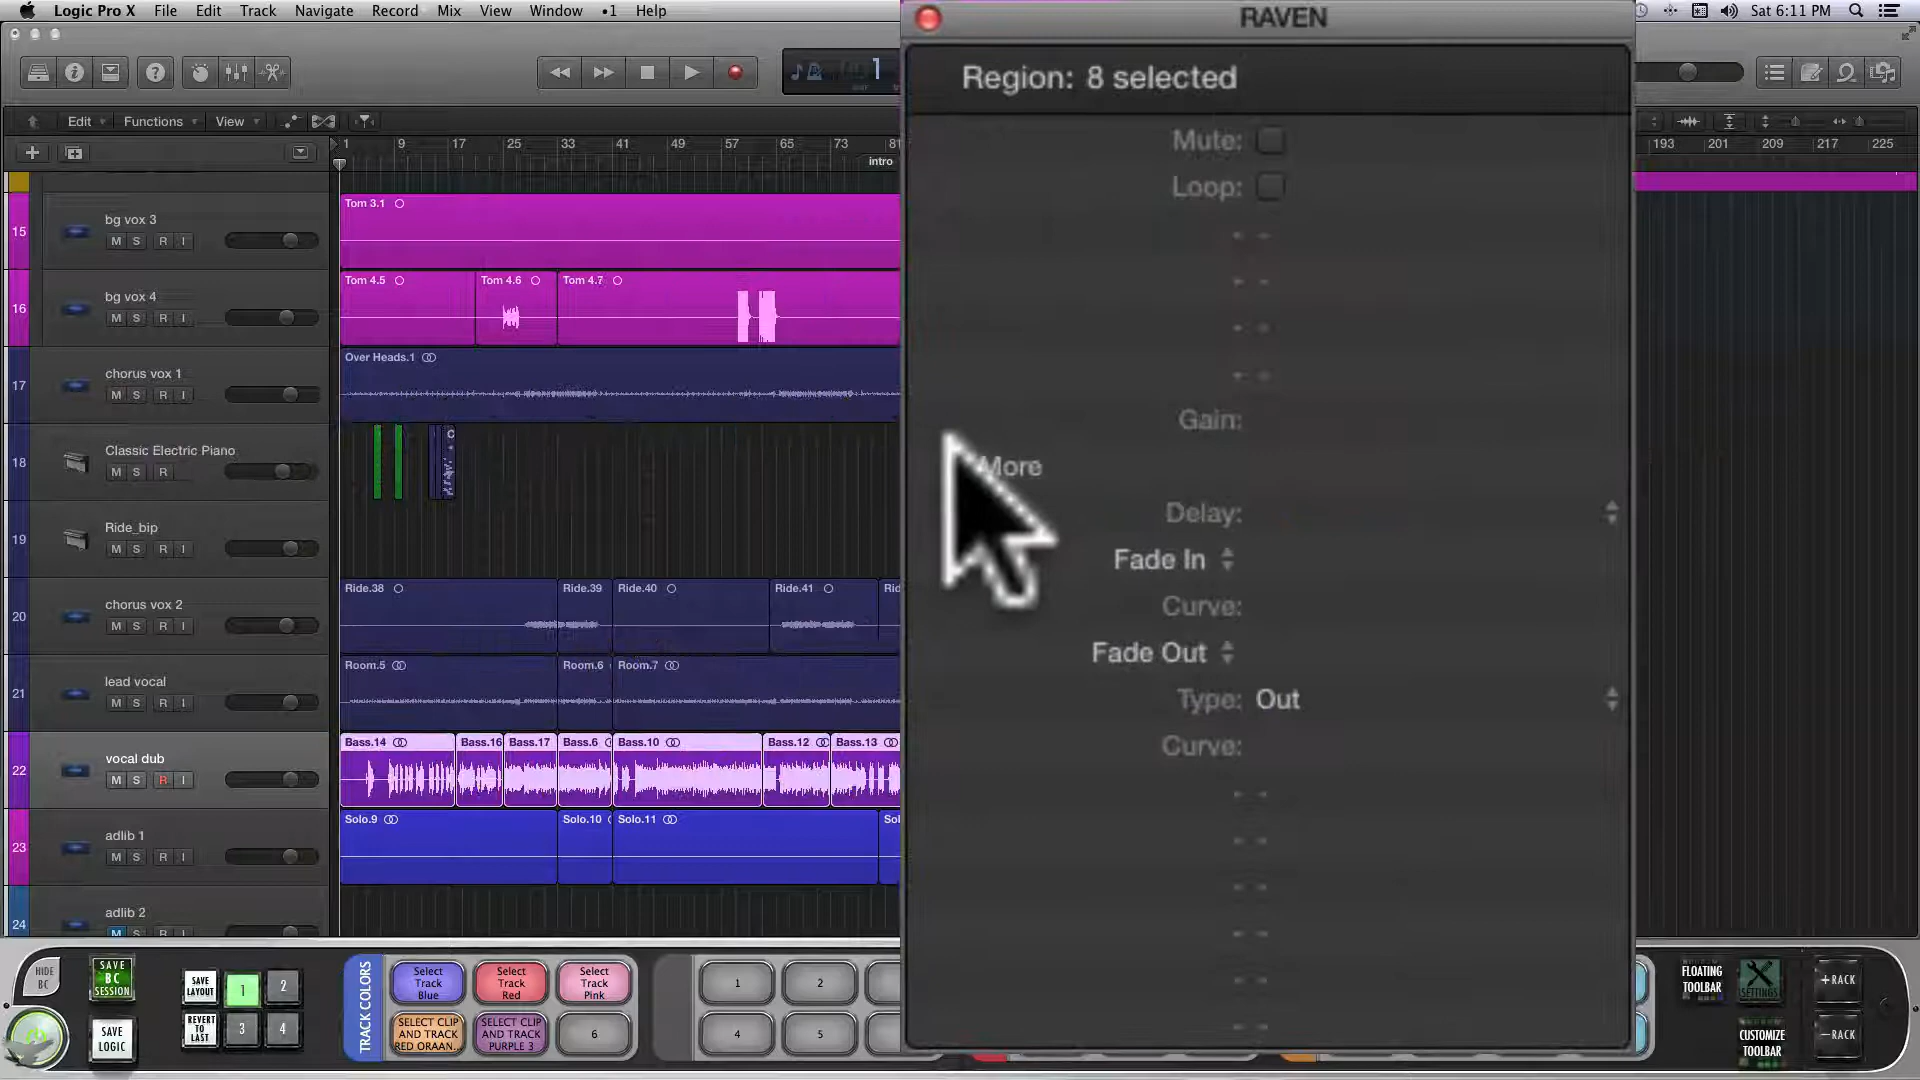 Logic Pro X File Edit Track Navigate Record Mix View Window 1 Help
Sat 6:11 PM
RAVEN
Region: 8 selected
Mute:
Loop:
Gain:
More
Delay:
Fade In
Curve:
Fade Out
Type: Out
Curve:
1
Edit Functions View
1 9 17 25 33 41 49 57 65 73 81
193 201 209 217 225
intro
15 bg vox 3
M S R I
Tom 3.1
16 bg vox 4
M S R I
Tom 4.5 Tom 4.6 Tom 4.7
17 chorus vox 1
M S R I
Over Heads.1
18 Classic Electric Piano
M S R
C
19 Ride_bip
M S R I
20 chorus vox 2
M S R I
Ride.38 Ride.39 Ride.40 Ride.41 Rid
21 lead vocal
M S R I
Room.5 Room.6 Room.7
22 vocal dub
M S R I
Bass.14 Bass.16 Bass.17 Bass.6 Bass.10 Bass.12 Bass.13
23 adlib 1
M S R I
Solo.9 Solo.10 Solo.11 Sol
24 adlib 2
M S R I
HIDE
BC
SAVE
BC
SESSION
SAVE
LOGIC
SAVE
LAYOUT
REVERT
TO
LAST
1 2
3 4
TRACK COLORS
Select
Track
Blue
Select
Track
Red
Select
Track
Pink
SELECT CLIP
AND TRACK
RED ORAAN...
SELECT CLIP
AND TRACK
PURPLE 3
6
1 2
4 5
FLOATING
TOOLBAR
SETTINGS
CUSTOMIZE
TOOLBAR
+RACK
-RACK